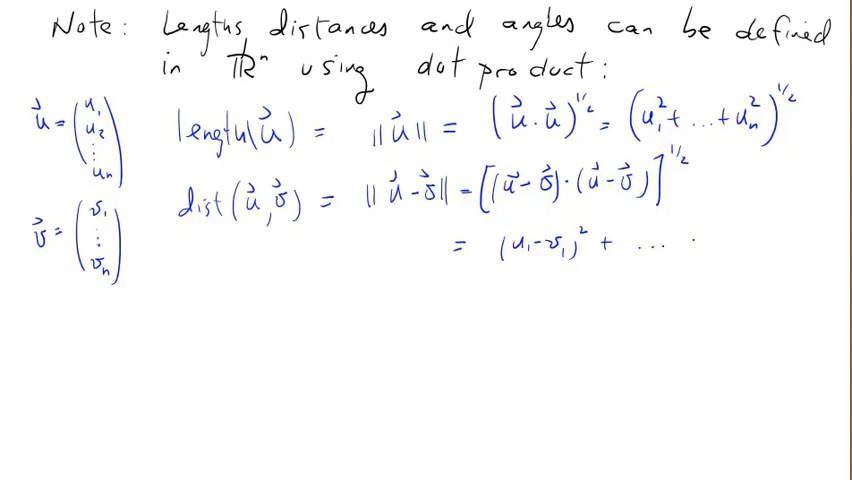 Note: Lengths distances and angles can be defined
in ℝⁿ using dot product:
u⃗ = (u₁ u₂ ⋮ uₙ) length(u⃗) = ||u⃗|| = (u⃗ · u⃗)^1/2 = (u₁² + ... + uₙ²)^1/2
v⃗ = (v₁ ⋮ vₙ) dist(u⃗, v⃗) = ||u⃗ - v⃗|| = [(u⃗ - v⃗) · (u⃗ - v⃗)]^1/2
= (u₁ - v₁)² + ... .